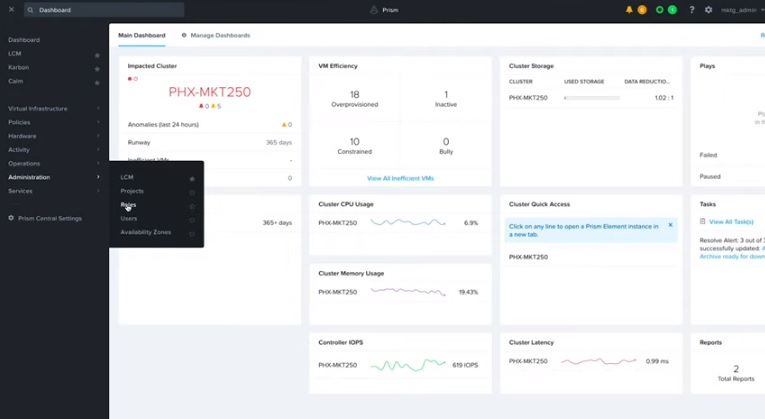 Dashboard
Prism
6
1
?
mktg_admin
Dashboard
LCM
Karbon
Calm
Virtual Infrastructure
Policies
Hardware
Activity
Operations
Administration
Services
Prism Central Settings
LCM
Projects
Roles
Users
Availability Zones
Main Dashboard
Manage Dashboards
Impacted Cluster
PHX-MKT250
0 5
Anomalies (last 24 hours) 0
Runway 365 days
Inefficient VMs -
0
365+ days
VM Efficiency
18
Overprovisioned
1
Inactive
10
Constrained
0
Bully
View All Inefficient VMs
Cluster Storage
CLUSTER USED STORAGE DATA REDUCTIO...
PHX-MKT250 1.02 : 1
Plays
Failed
Paused
Cluster CPU Usage
PHX-MKT250 6.9%
Cluster Memory Usage
PHX-MKT250 19.43%
Cluster Quick Access
Click on any line to open a Prism Element instance in
a new tab.
PHX-MKT250
Tasks
View All Task(s)
Resolve Alert: 3 out of 3
successfully updated:
Archive ready for down
Controller IOPS
PHX-MKT250 619 IOPS
Cluster Latency
PHX-MKT250 0.99 ms
Reports
2
Total Reports